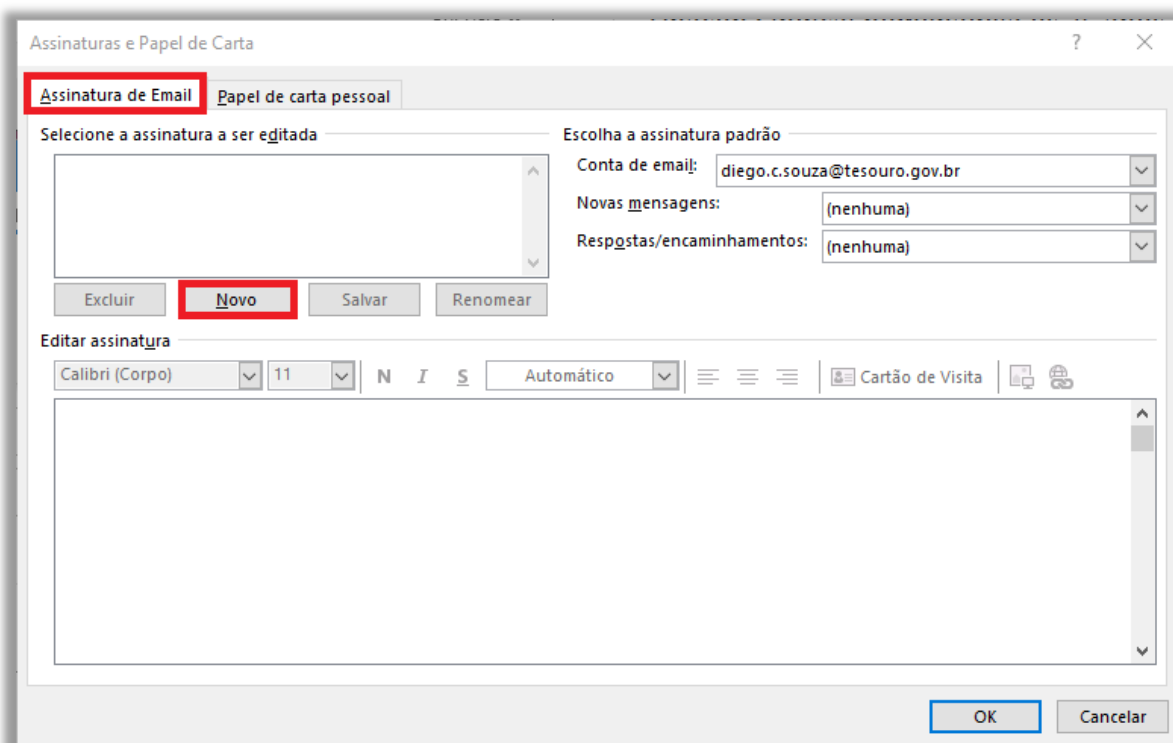 Assinaturas e Papel de Carta ?
Assinatura de Email Papel de carta pessoal
Selecione a assinatura a ser editada
Escolha a assinatura padrão
Conta de email: diego.c.souza@tesouro.gov.br
Novas mensagens: (nenhuma)
Respostas/encaminhamentos: (nenhuma)
Excluir Novo Salvar Renomear
Editar assinatura
Calibri (Corpo) 11 N I S Automático Cartão de Visita
OK Cancelar